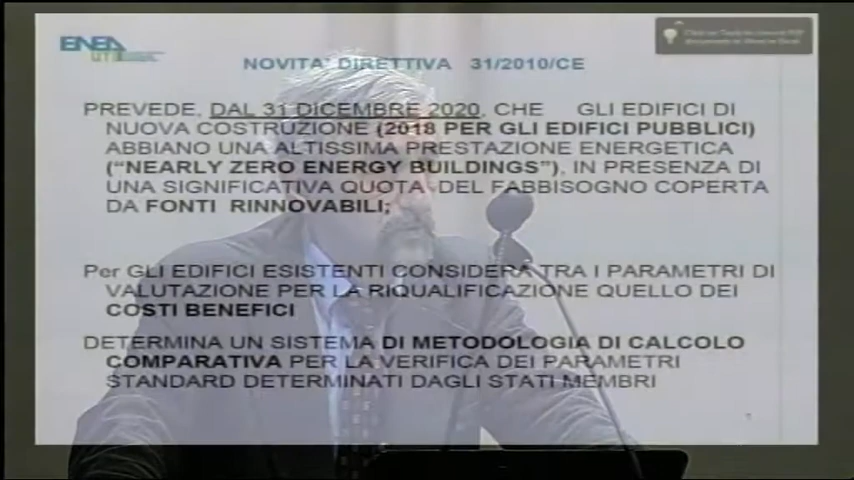 ENEA
NOVITA' DIRETTIVA 31/2010/CE
PREVEDE, DAL 31 DICEMBRE 2020, CHE GLI EDIFICI DI
NUOVA COSTRUZIONE (2018 PER GLI EDIFICI PUBBLICI)
ABBIANO UNA ALTISSIMA PRESTAZIONE ENERGETICA
("NEARLY ZERO ENERGY BUILDINGS"), IN PRESENZA DI
UNA SIGNIFICATIVA QUOTA DEL FABBISOGNO COPERTA
DA FONTI RINNOVABILI;
Per GLI EDIFICI ESISTENTI CONSIDERA TRA I PARAMETRI DI
VALUTAZIONE PER LA RIQUALIFICAZIONE QUELLO DEI
COSTI BENEFICI
DETERMINA UN SISTEMA DI METODOLOGIA DI CALCOLO
COMPARATIVA PER LA VERIFICA DEI PARAMETRI
STANDARD DETERMINATI DAGLI STATI MEMBRI